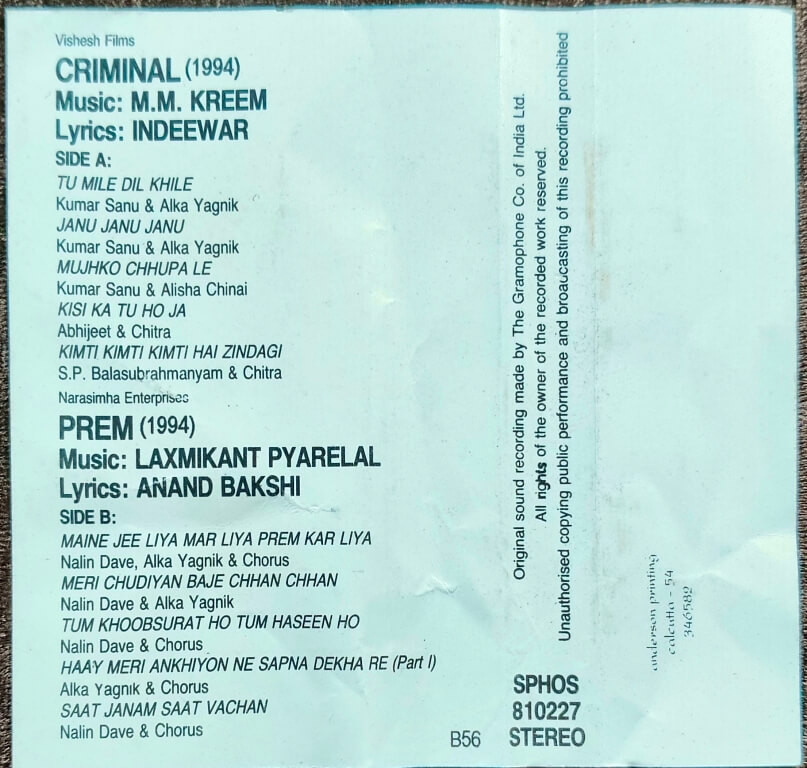 Vishesh Films
CRIMINAL (1994)
Music: M.M. KREEM
Lyrics: INDEEWAR
SIDE A:
TU MILE DIL KHILE
Kumar Sanu & Alka Yagnik
JANU JANU JANU
Kumar Sanu & Alka Yagnik
MUJHKO CHHUPA LE
Kumar Sanu & Alisha Chinai
KISI KA TU HO JA
Abhijeet & Chitra
KIMTI KIMTI KIMTI HAI ZINDAGI
S.P. Balasubrahmanyam & Chitra
Narasimha Enterprises
PREM (1994)
Music: LAXMIKANT PYARELAL
Lyrics: ANAND BAKSHI
SIDE B:
MAINE JEE LIYA MAR LIYA PREM KAR LIYA
Nalin Dave, Alka Yagnik & Chorus
MERI CHUDIYAN BAJE CHHAN CHHAN
Nalin Dave & Alka Yagnik
TUM KHOOBSURAT HO TUM HASEEN HO
Nalin Dave & Chorus
HAAY MERI ANKHIYON NE SAPNA DEKHA RE (Part I)
Alka Yagnik & Chorus
SAAT JANAM SAAT VACHAN
Nalin Dave & Chorus
Original sound recording made by The Gramophone Co. of India Ltd.
All rights of the owner of the recorded work reserved.
Unauthorised copying public performance and broadcasting of this recording prohibited
anderson printing
calcutta - 54
346582
SPHOS
810227
B56 STEREO